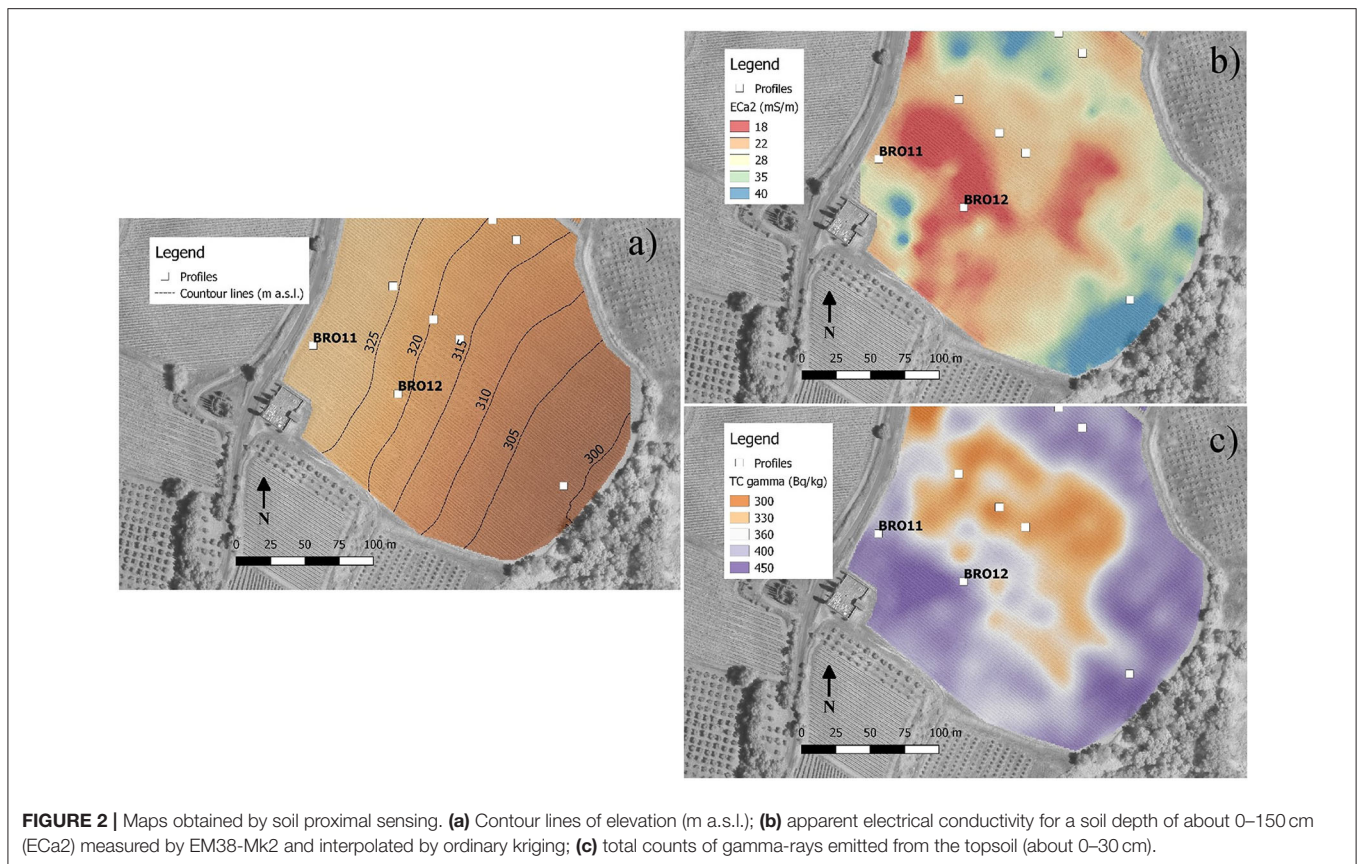 a)
Legend
Profiles
Countour lines (m a.s.l.)
BRO11
BRO12
325
320
315
310
305
300
N
0 25 50 75 100 m
b)
Legend
Profiles
ECa2 (mS/m)
18
22
28
35
40
BRO11
BRO12
N
0 25 50 75 100 m
c)
Legend
Profiles
TC gamma (Bq/kg)
300
330
360
400
450
BRO11
BRO12
N
0 25 50 75 100 m
FIGURE 2 | Maps obtained by soil proximal sensing. (a) Contour lines of elevation (m a.s.l.); (b) apparent electrical conductivity for a soil depth of about 0–150 cm
(ECa2) measured by EM38-Mk2 and interpolated by ordinary kriging; (c) total counts of gamma-rays emitted from the topsoil (about 0–30 cm).